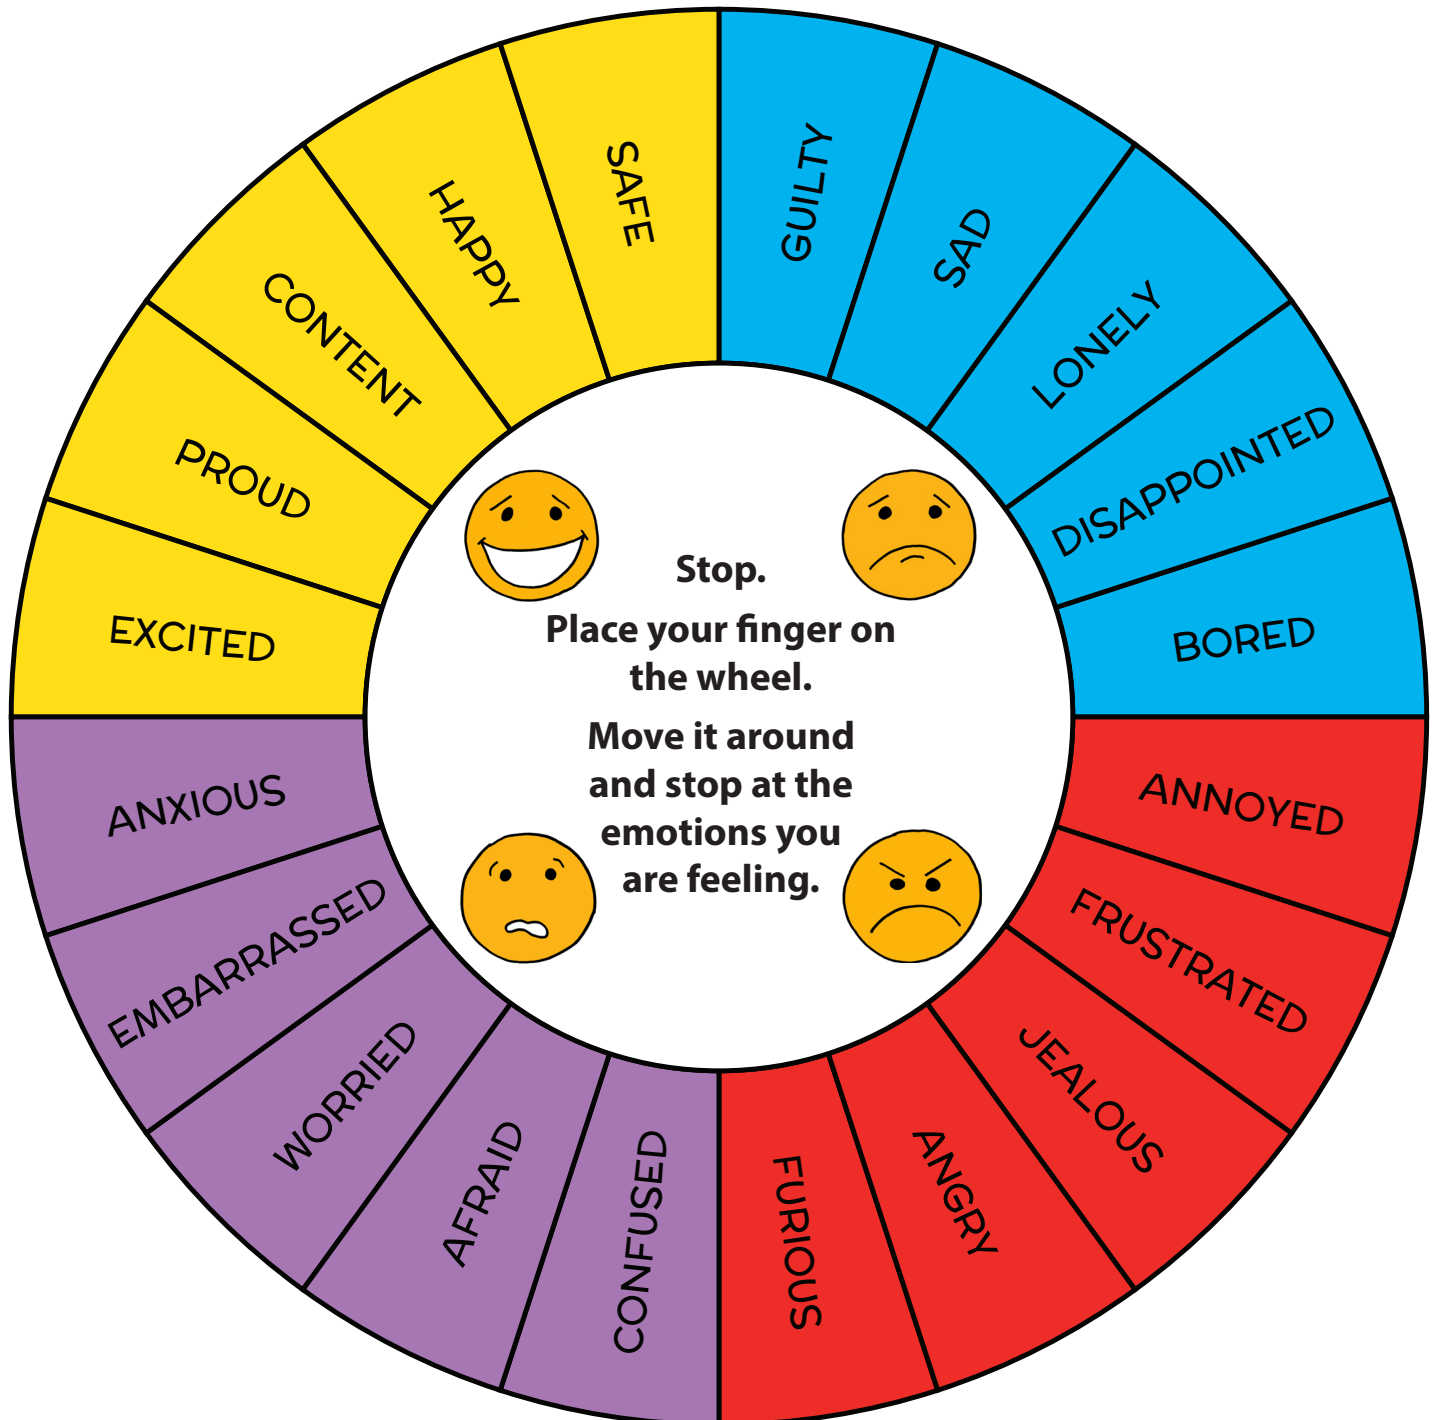 GUILTY
SAD
LONELY
DISAPPOINTED
BORED
ANNOYED
FRUSTRATED
JEALOUS
ANGRY
FURIOUS
CONFUSED
AFRAID
WORRIED
EMBARRASSED
ANXIOUS
EXCITED
PROUD
CONTENT
HAPPY
SAFE
Stop.
Place your finger on
the wheel.
Move it around
and stop at the
emotions you
are feeling.